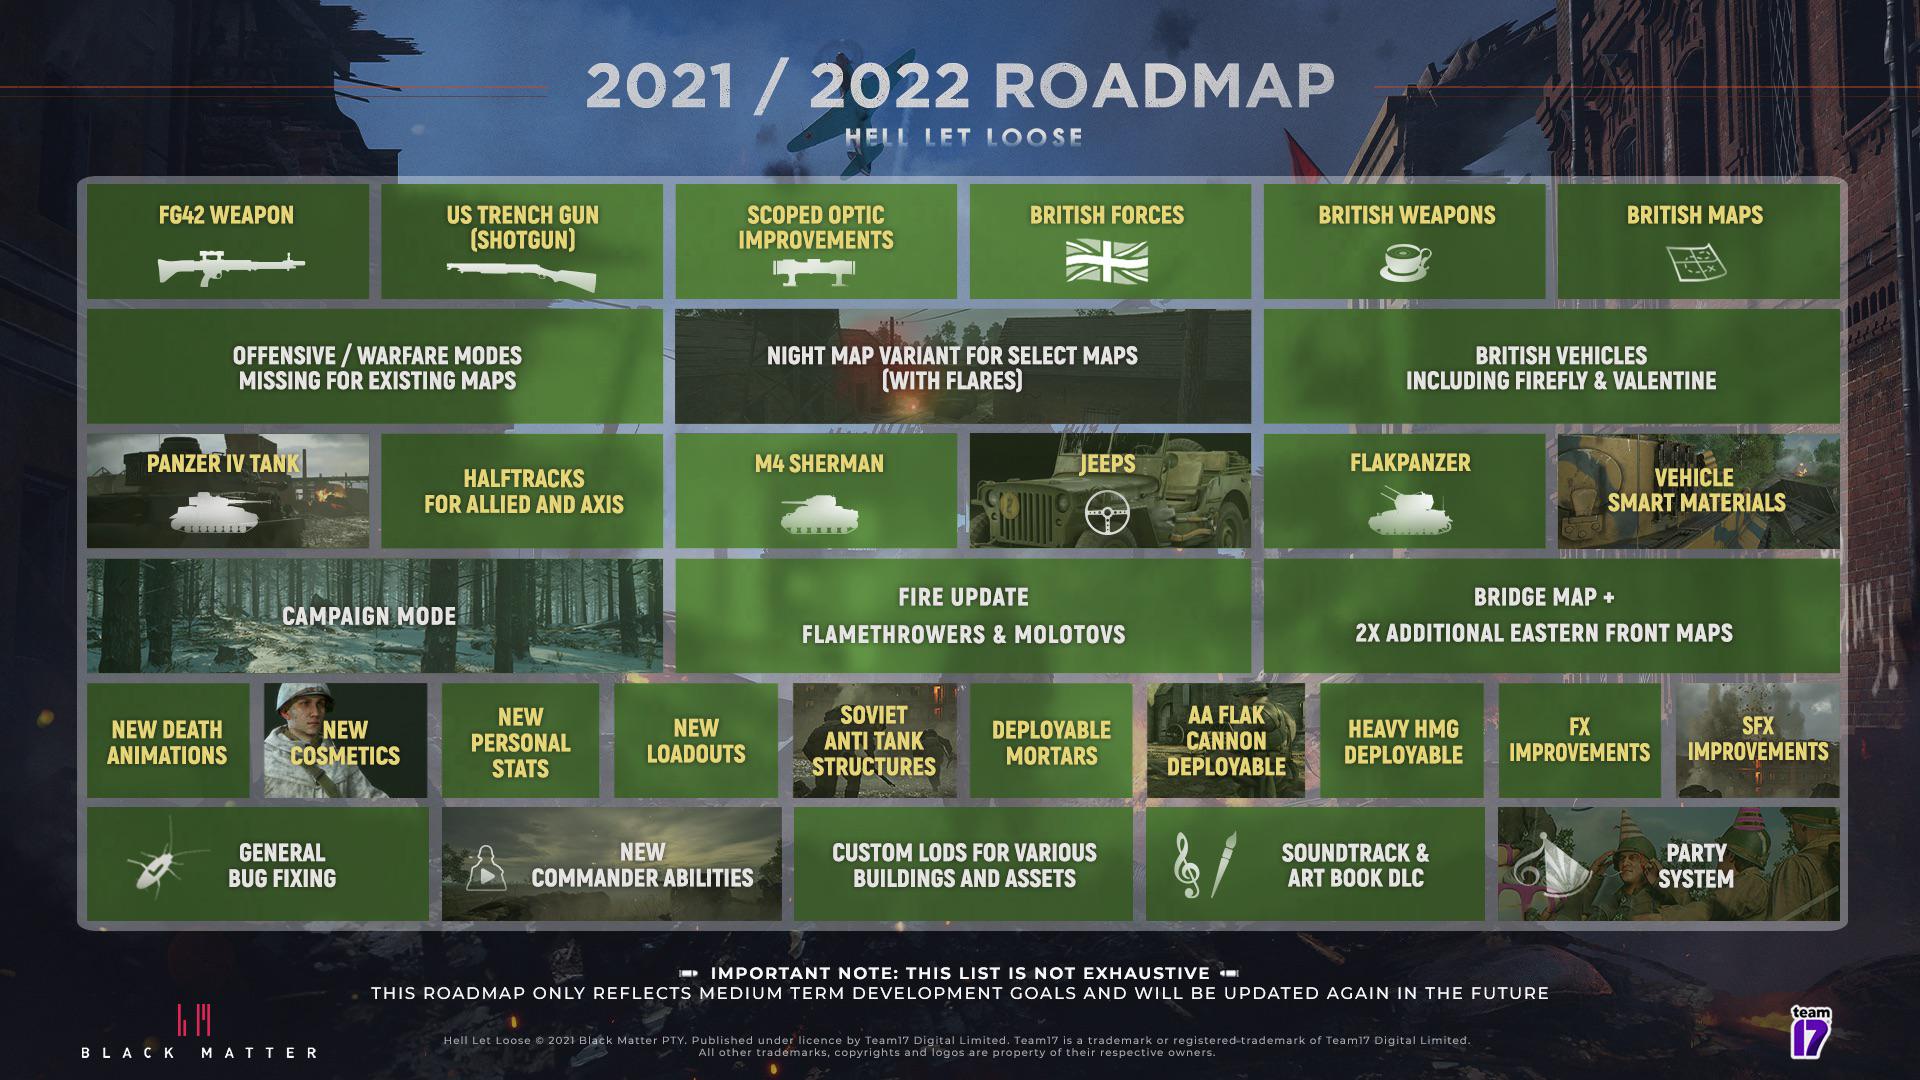 2021 / 2022 ROADMAP
HELL LET LOOSE
FG42 WEAPON
US TRENCH GUN
(SHOTGUN)
SCOPED OPTIC
IMPROVEMENTS
BRITISH FORCES
BRITISH WEAPONS
BRITISH MAPS
OFFENSIVE / WARFARE MODES
MISSING FOR EXISTING MAPS
NIGHT MAP VARIANT FOR SELECT MAPS
(WITH FLARES)
BRITISH VEHICLES
INCLUDING FIREFLY & VALENTINE
PANZER IV TANK
HALFTRACKS
FOR ALLIED AND AXIS
M4 SHERMAN
JEEPS
FLAKPANZER
VEHICLE
SMART MATERIALS
CAMPAIGN MODE
FIRE UPDATE
FLAMETHROWERS & MOLOTOVS
BRIDGE MAP +
2X ADDITIONAL EASTERN FRONT MAPS
NEW DEATH
ANIMATIONS
NEW
COSMETICS
NEW
PERSONAL
STATS
NEW
LOADOUTS
SOVIET
ANTI TANK
STRUCTURES
DEPLOYABLE
MORTARS
AA FLAK
CANNON
DEPLOYABLE
HEAVY HMG
DEPLOYABLE
FX
IMPROVEMENTS
SFX
IMPROVEMENTS
GENERAL
BUG FIXING
NEW
COMMANDER ABILITIES
CUSTOM LODS FOR VARIOUS
BUILDINGS AND ASSETS
SOUNDTRACK &
ART BOOK DLC
PARTY
SYSTEM
IMPORTANT NOTE: THIS LIST IS NOT EXHAUSTIVE
THIS ROADMAP ONLY REFLECTS MEDIUM TERM DEVELOPMENT GOALS AND WILL BE UPDATED AGAIN IN THE FUTURE
BLACK MATTER
Hell Let Loose © 2021 Black Matter PTY. Published under licence by Team17 Digital Limited. Team17 is a trademark or registered trademark of Team17 Digital Limited.
All other trademarks, copyrights and logos are property of their respective owners.
team
17